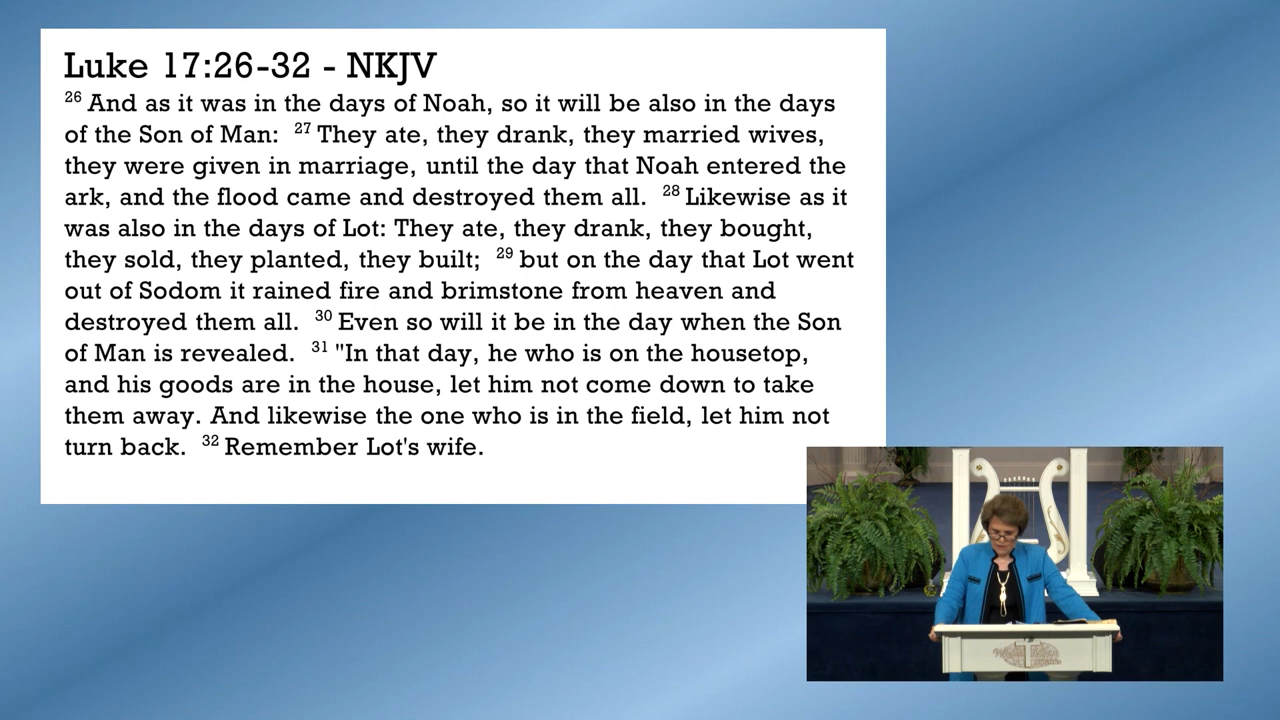 Luke 17:26-32 - NKJV
26 And as it was in the days of Noah, so it will be also in the days
of the Son of Man: 27 They ate, they drank, they married wives,
they were given in marriage, until the day that Noah entered the
ark, and the flood came and destroyed them all. 28 Likewise as it
was also in the days of Lot: They ate, they drank, they bought,
they sold, they planted, they built; 29 but on the day that Lot went
out of Sodom it rained fire and brimstone from heaven and
destroyed them all. 30 Even so will it be in the day when the Son
of Man is revealed. 31 "In that day, he who is on the housetop,
and his goods are in the house, let him not come down to take
them away. And likewise the one who is in the field, let him not
turn back. 32 Remember Lot's wife.